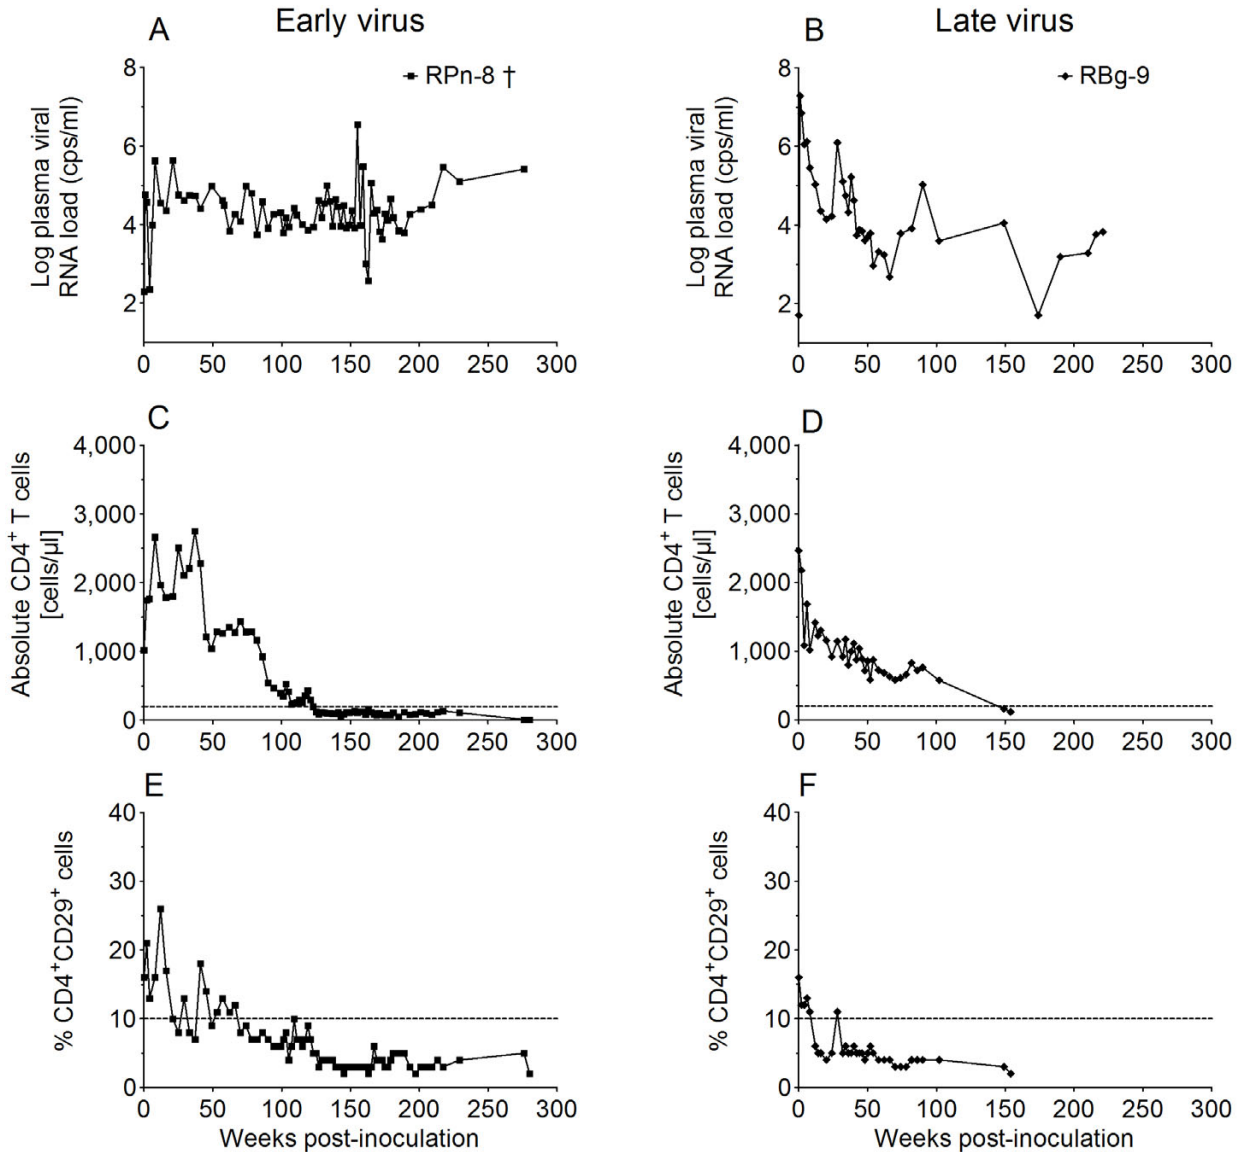 Early virus
Late virus
A
RPn-8 †
Log plasma viral
RNA load (cps/ml)
8
6
4
2
0 50 100 150 200 250 300
B
RBg-9
Log plasma viral
RNA load (cps/ml)
8
6
4
2
0 50 100 150 200 250 300
C
Absolute CD4⁺ T cells
[cells/µl]
4,000
3,000
2,000
1,000
0
0 50 100 150 200 250 300
D
Absolute CD4⁺ T cells
[cells/µl]
4,000
3,000
2,000
1,000
0
0 50 100 150 200 250 300
E
% CD4⁺CD29⁺ cells
40
30
20
10
0
0 50 100 150 200 250 300
Weeks post-inoculation
F
% CD4⁺CD29⁺ cells
40
30
20
10
0
0 50 100 150 200 250 300
Weeks post-inoculation